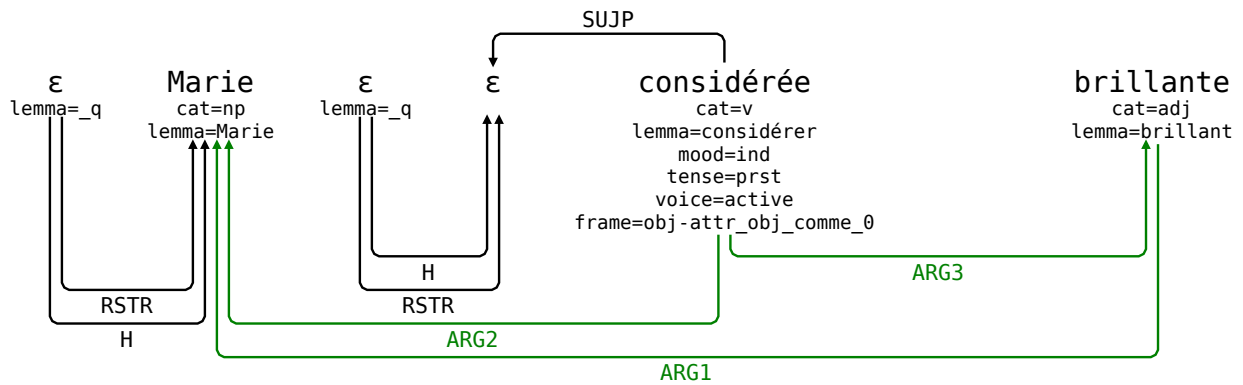 SUJP
ε Marie ε ε considérée brillante
lemma=_q cat=np lemma=_q cat=v cat=adj
lemma=Marie lemma=considérer lemma=brillant
mood=ind
tense=prst
voice=active
frame=obj-attr_obj_comme_0
H ARG3
RSTR RSTR
H ARG2
ARG1